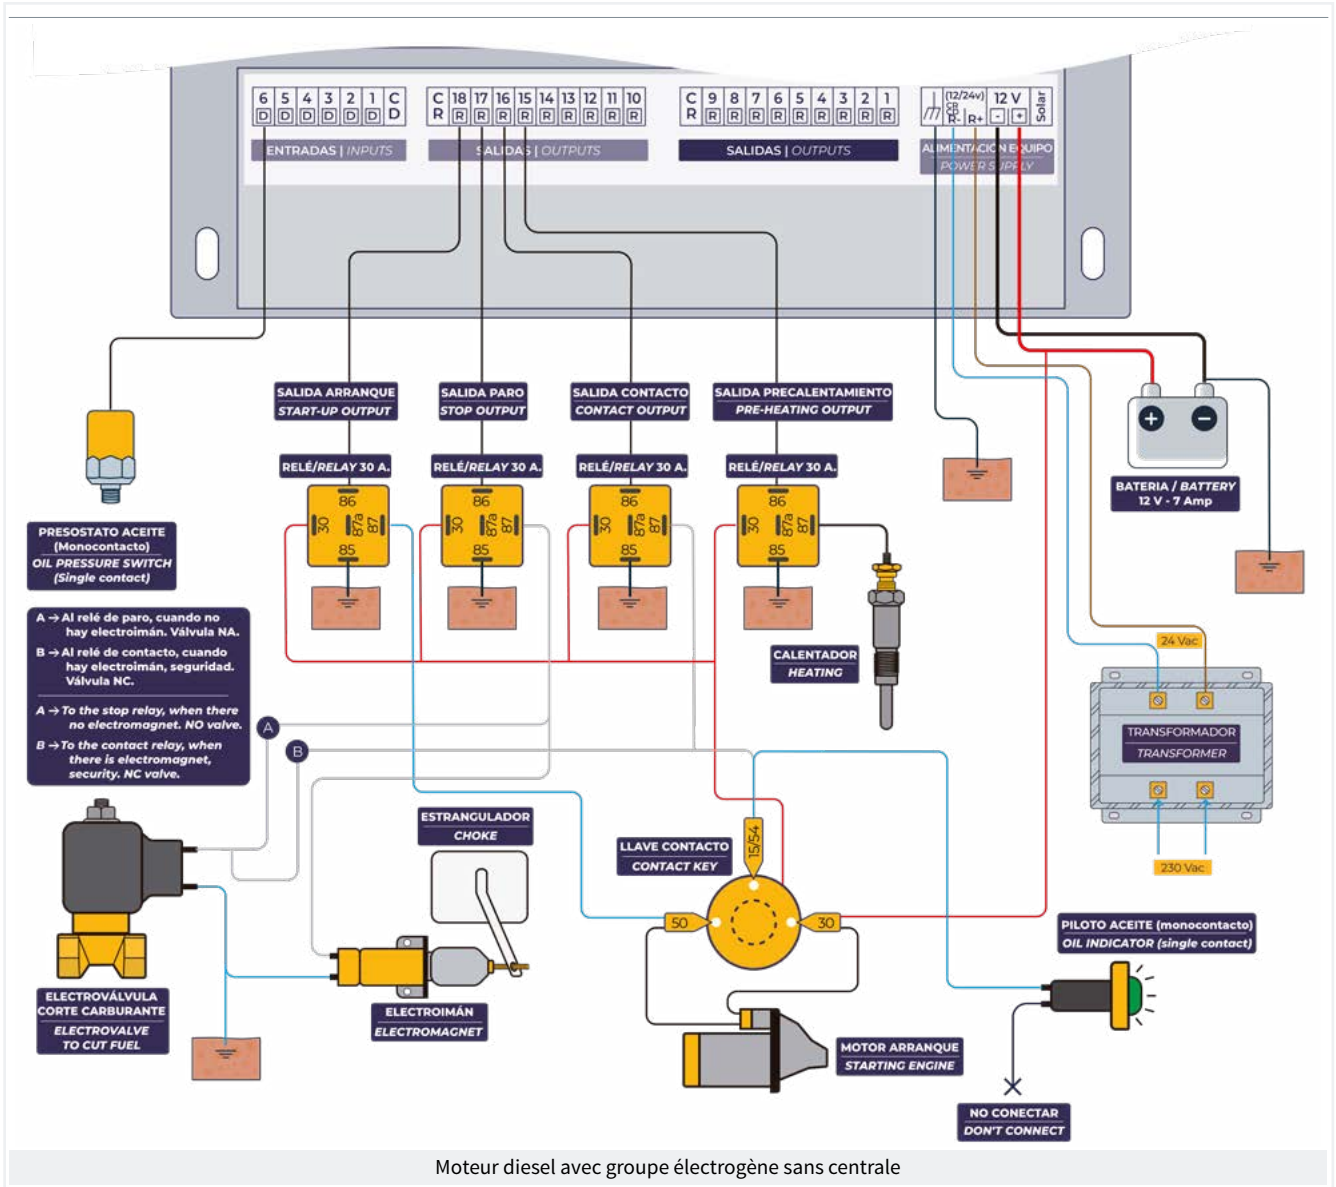 6 5 4 3 2 1 C
D D D D D D D
ENTRADAS | INPUTS
C 18 17 16 15 14 13 12 11 10
R R R R R R R R R R
SALIDAS | OUTPUTS
C 9 8 7 6 5 4 3 2 1
R R R R R R R R R R
SALIDAS | OUTPUTS
(12/24v) 12 V
R- R+ - +
Solar
ALIMENTACIÓN EQUIPO
POWER SUPPLY
SALIDA ARRANQUE
START-UP OUTPUT
SALIDA PARO
STOP OUTPUT
SALIDA CONTACTO
CONTACT OUTPUT
SALIDA PRECALENTAMIENTO
PRE-HEATING OUTPUT
RELÉ/RELAY 30 A.
RELÉ/RELAY 30 A.
RELÉ/RELAY 30 A.
RELÉ/RELAY 30 A.
86
30 87a 87
85
86
30 87a 87
85
86
30 87a 87
85
86
30 87a 87
85
+ -
BATERIA / BATTERY
12 V - 7 Amp
PRESOSTATO ACEITE
(Monocontacto)
OIL PRESSURE SWITCH
(Single contact)
A → Al relé de paro, cuando no
hay electroimán. Válvula NA.
B → Al relé de contacto, cuando
hay electroimán, seguridad.
Válvula NC.
A → To the stop relay, when there
no electromagnet. NO valve.
B → To the contact relay, when
there is electromagnet,
security. NC valve.
A
B
CALENTADOR
HEATING
24 Vac
TRANSFORMADOR
TRANSFORMER
230 Vac
ESTRANGULADOR
CHOKE
LLAVE CONTACTO
CONTACT KEY
15/54
50
30
PILOTO ACEITE (monocontacto)
OIL INDICATOR (single contact)
ELECTROVÁLVULA
CORTE CARBURANTE
ELECTROVALVE
TO CUT FUEL
ELECTROIMÁN
ELECTROMAGNET
MOTOR ARRANQUE
STARTING ENGINE
NO CONECTAR
DON'T CONNECT
Moteur diesel avec groupe électrogène sans centrale